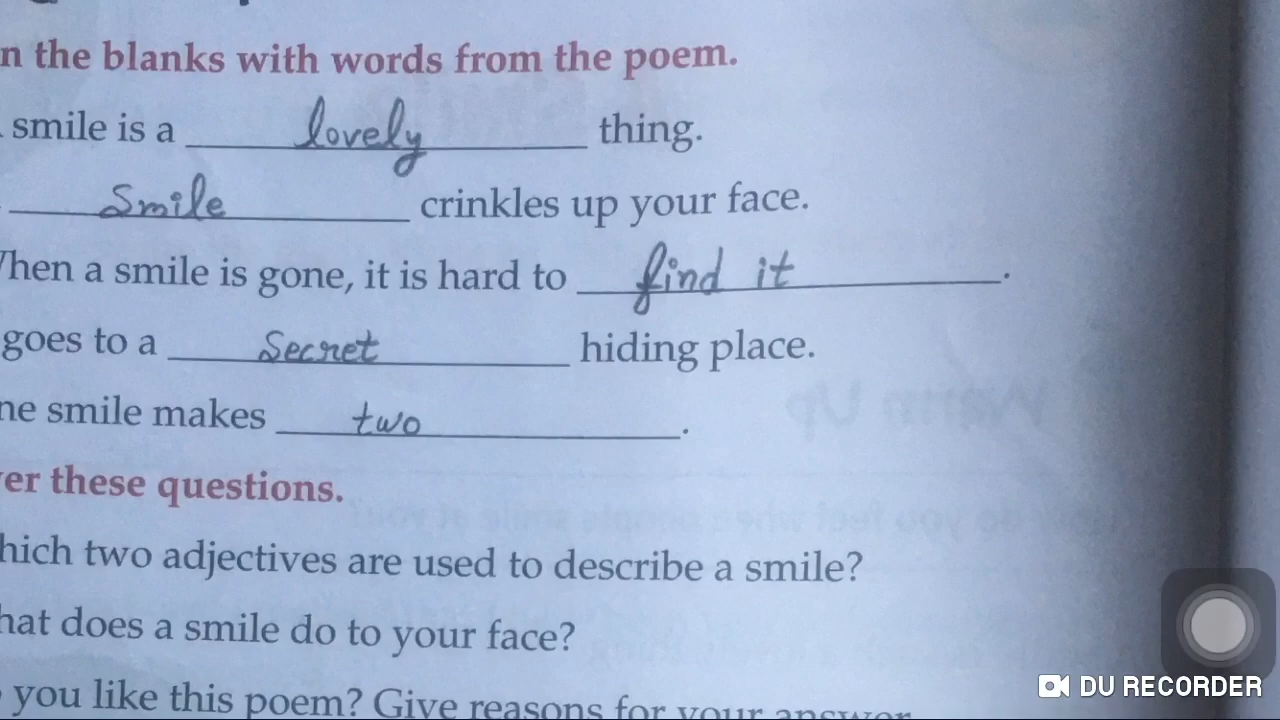 n the blanks with words from the poem.
smile is a lovely thing.
Smile crinkles up your face.
When a smile is gone, it is hard to find it.
goes to a Secret hiding place.
ne smile makes two.
er these questions.
hich two adjectives are used to describe a smile?
hat does a smile do to your face?
you like this poem? Give reasons for your answer
DU RECORDER